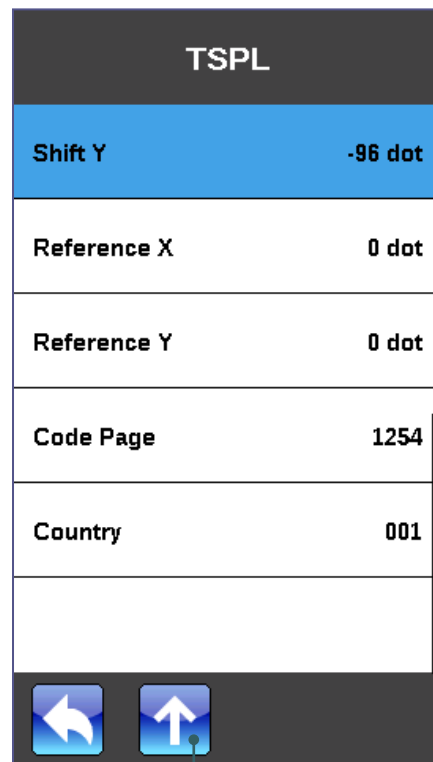 TSPL
Shift Y -96 dot
Reference X 0 dot
Reference Y 0 dot
Code Page 1254
Country 001